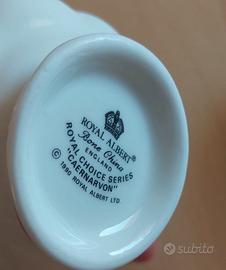 ROYAL ALBERT®
Bone China
ENGLAND
ROYAL CHOICE SERIES
"CAERNARVON"
© 1990 ROYAL ALBERT LTD.
subito